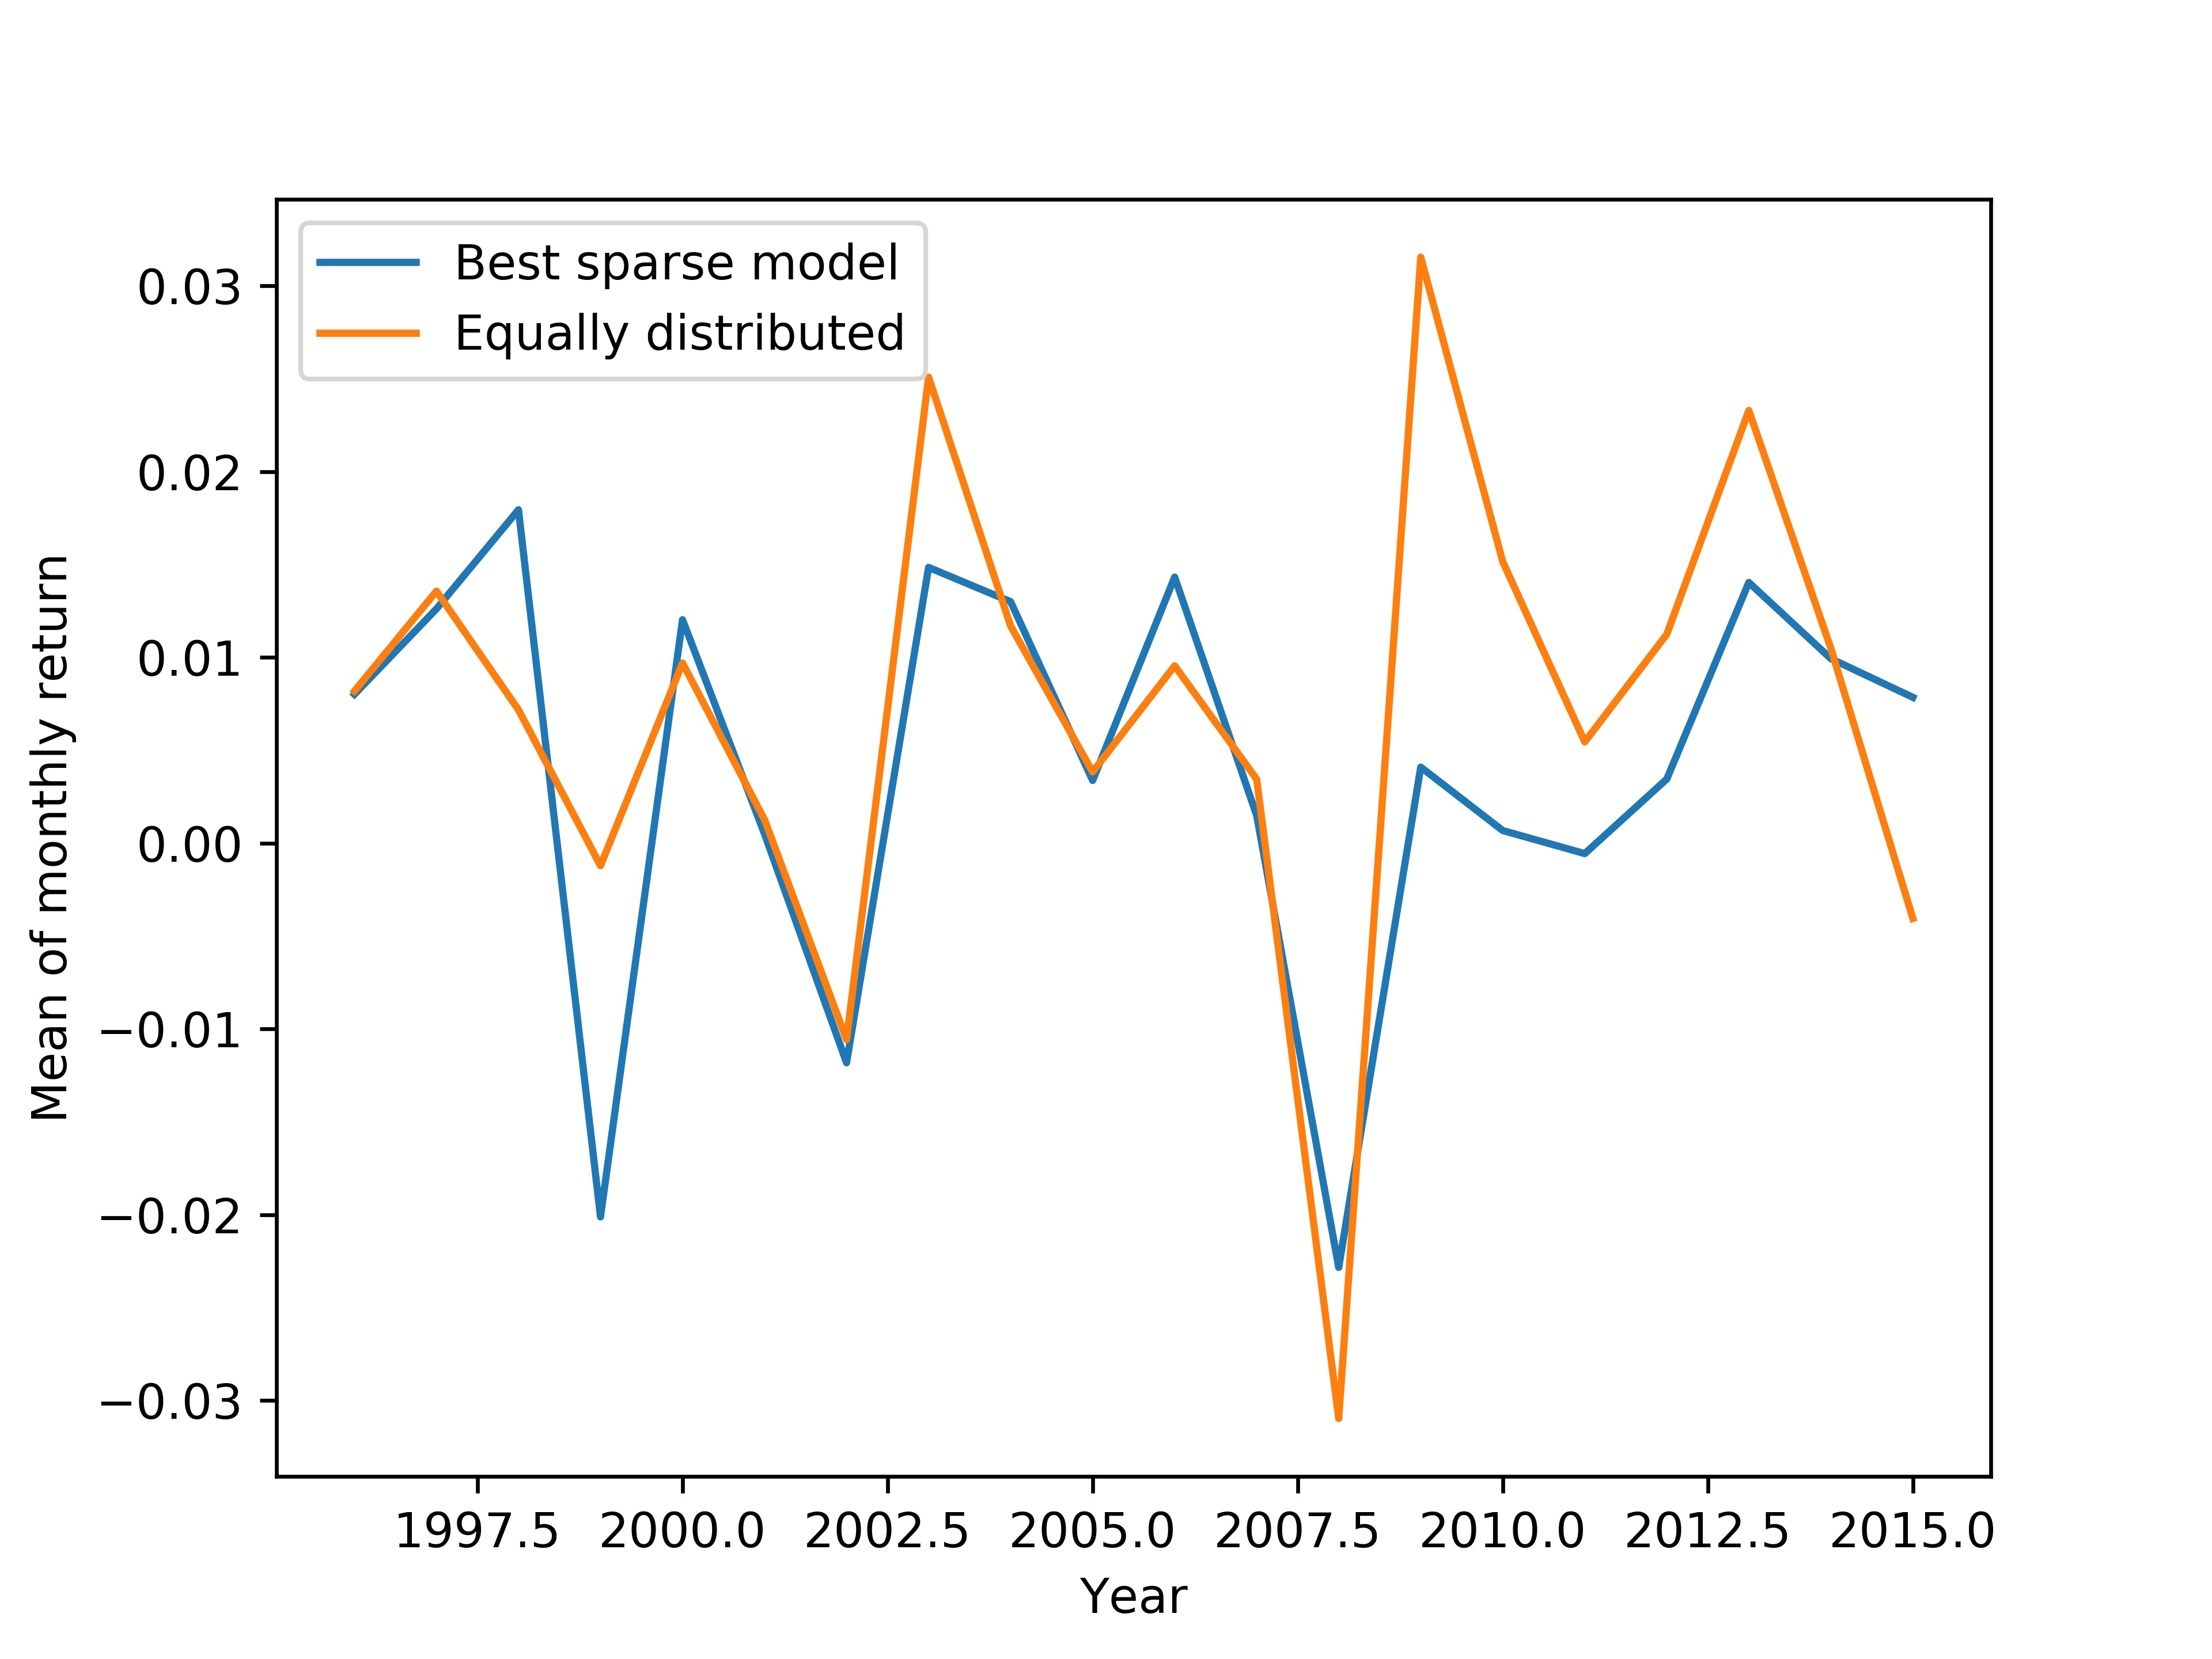 Best sparse model
Equally distributed
0.03
0.02
0.01
0.00
−0.01
−0.02
−0.03
Mean of monthly return
1997.5 2000.0 2002.5 2005.0 2007.5 2010.0 2012.5 2015.0
Year